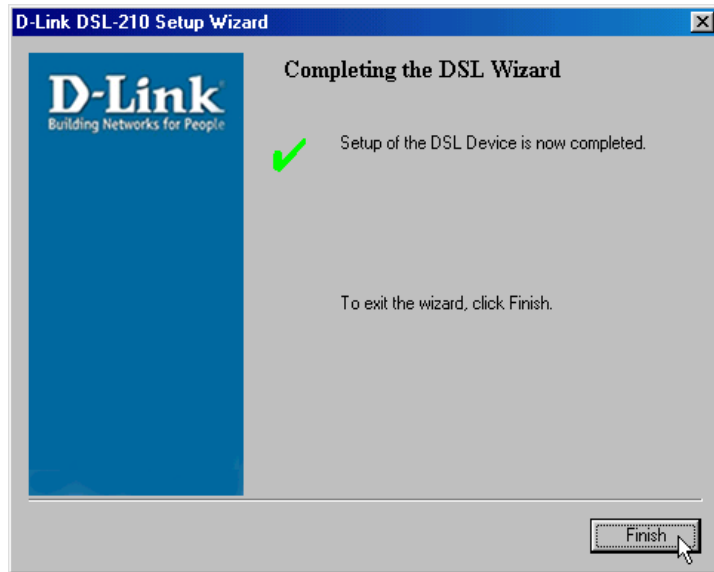 D-Link DSL-210 Setup Wizard
D-Link
Building Networks for People
Completing the DSL Wizard
Setup of the DSL Device is now completed.
To exit the wizard, click Finish.
Finish